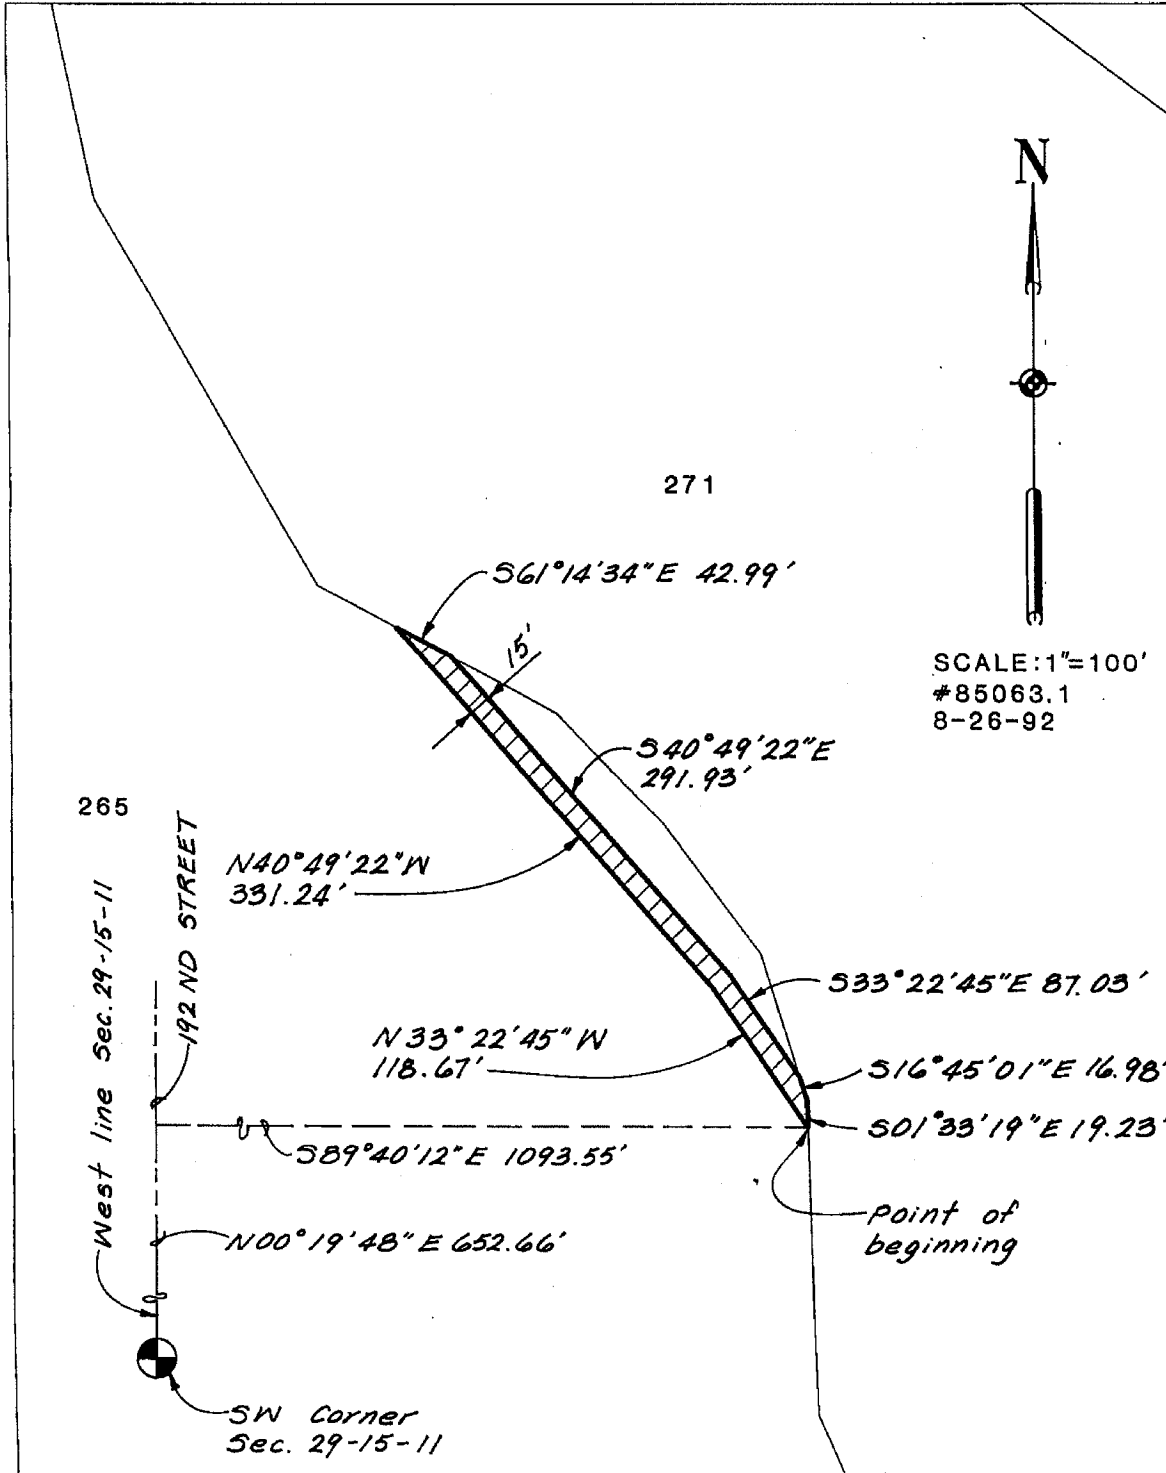 N
271
S61°14'34"E 42.99'
15'
SCALE: 1"=100'
#85063.1
8-26-92
S40°49'22"E
291.93'
265
192ND STREET
N40°49'22"W
331.24'
West line Sec. 29-15-11
S33°22'45"E 87.03'
N33°22'45"W
118.67'
S16°45'01"E 16.98'
S01°33'19"E 19.23'
S89°40'12"E 1093.55'
Point of
beginning
N00°19'48"E 652.66'
SW Corner
Sec. 29-15-11